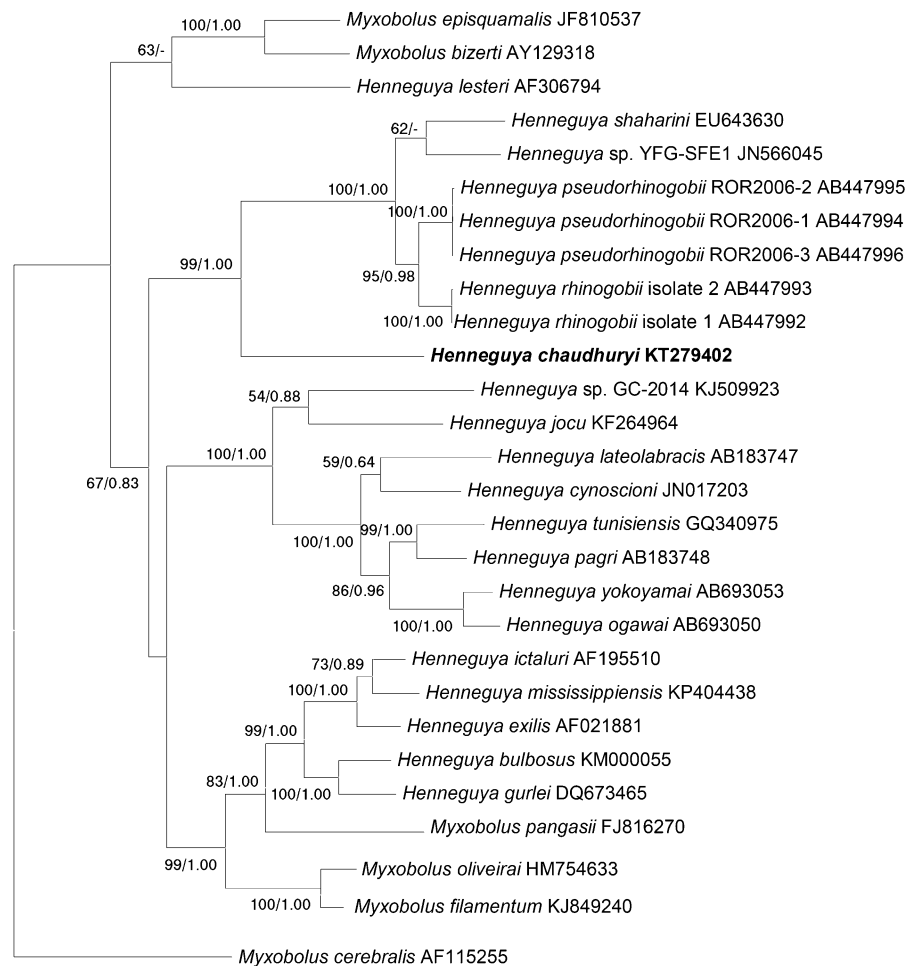 Myxobolus episquamalis JF810537
100/1.00
Myxobolus bizerti AY129318
63/-
Henneguya lesteri AF306794
Henneguya shaharini EU643630
62/-
Henneguya sp. YFG-SFE1 JN566045
100/1.00
Henneguya pseudorhinogobii ROR2006-2 AB447995
100/1.00
Henneguya pseudorhinogobii ROR2006-1 AB447994
Henneguya pseudorhinogobii ROR2006-3 AB447996
99/1.00
95/0.98
Henneguya rhinogobii isolate 2 AB447993
100/1.00
Henneguya rhinogobii isolate 1 AB447992
Henneguya chaudhuryi KT279402
Henneguya sp. GC-2014 KJ509923
54/0.88
Henneguya jocu KF264964
100/1.00
Henneguya lateolabracis AB183747
59/0.64
67/0.83
Henneguya cynoscioni JN017203
Henneguya tunisiensis GQ340975
99/1.00
100/1.00
Henneguya pagri AB183748
86/0.96
Henneguya yokoyamai AB693053
100/1.00
Henneguya ogawai AB693050
Henneguya ictaluri AF195510
73/0.89
100/1.00
Henneguya mississippiensis KP404438
Henneguya exilis AF021881
99/1.00
Henneguya bulbosus KM000055
83/1.00
100/1.00
Henneguya gurlei DQ673465
Myxobolus pangasii FJ816270
99/1.00
Myxobolus oliveirai HM754633
100/1.00
Myxobolus filamentum KJ849240
Myxobolus cerebralis AF115255